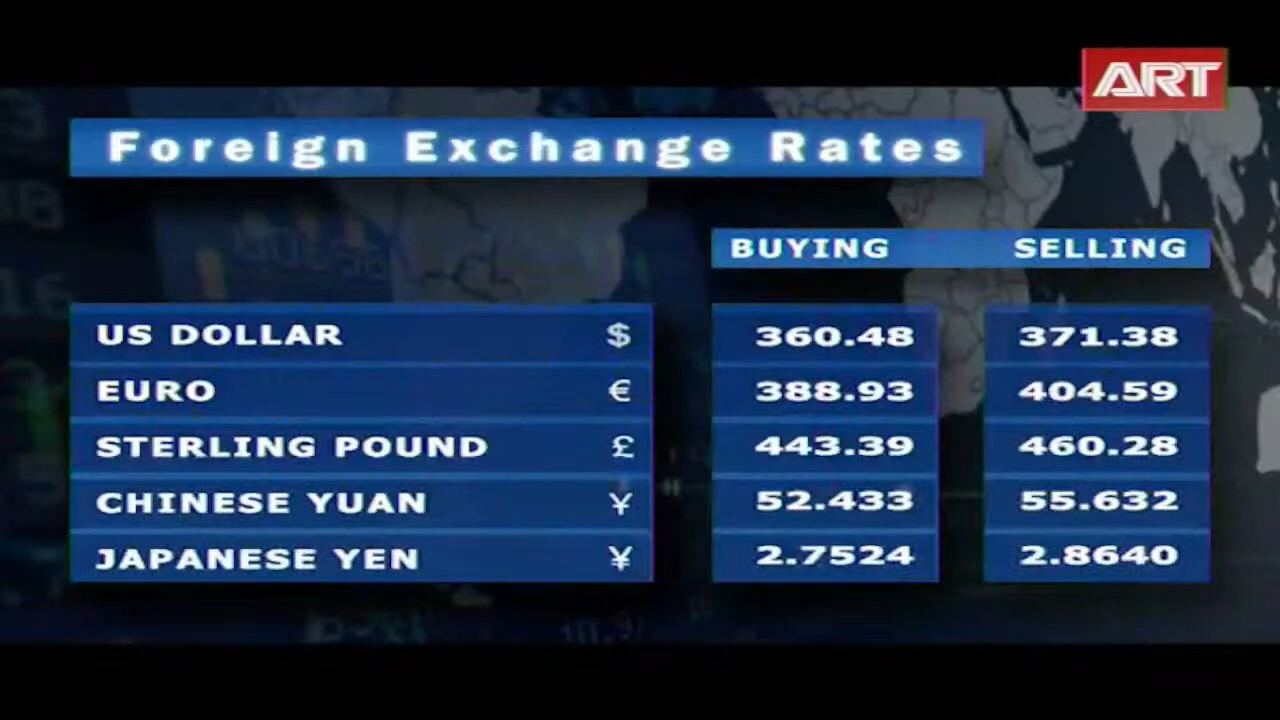 ART
Foreign Exchange Rates
BUYING SELLING
US DOLLAR $ 360.48 371.38
EURO € 388.93 404.59
STERLING POUND £ 443.39 460.28
CHINESE YUAN ¥ 52.433 55.632
JAPANESE YEN ¥ 2.7524 2.8640